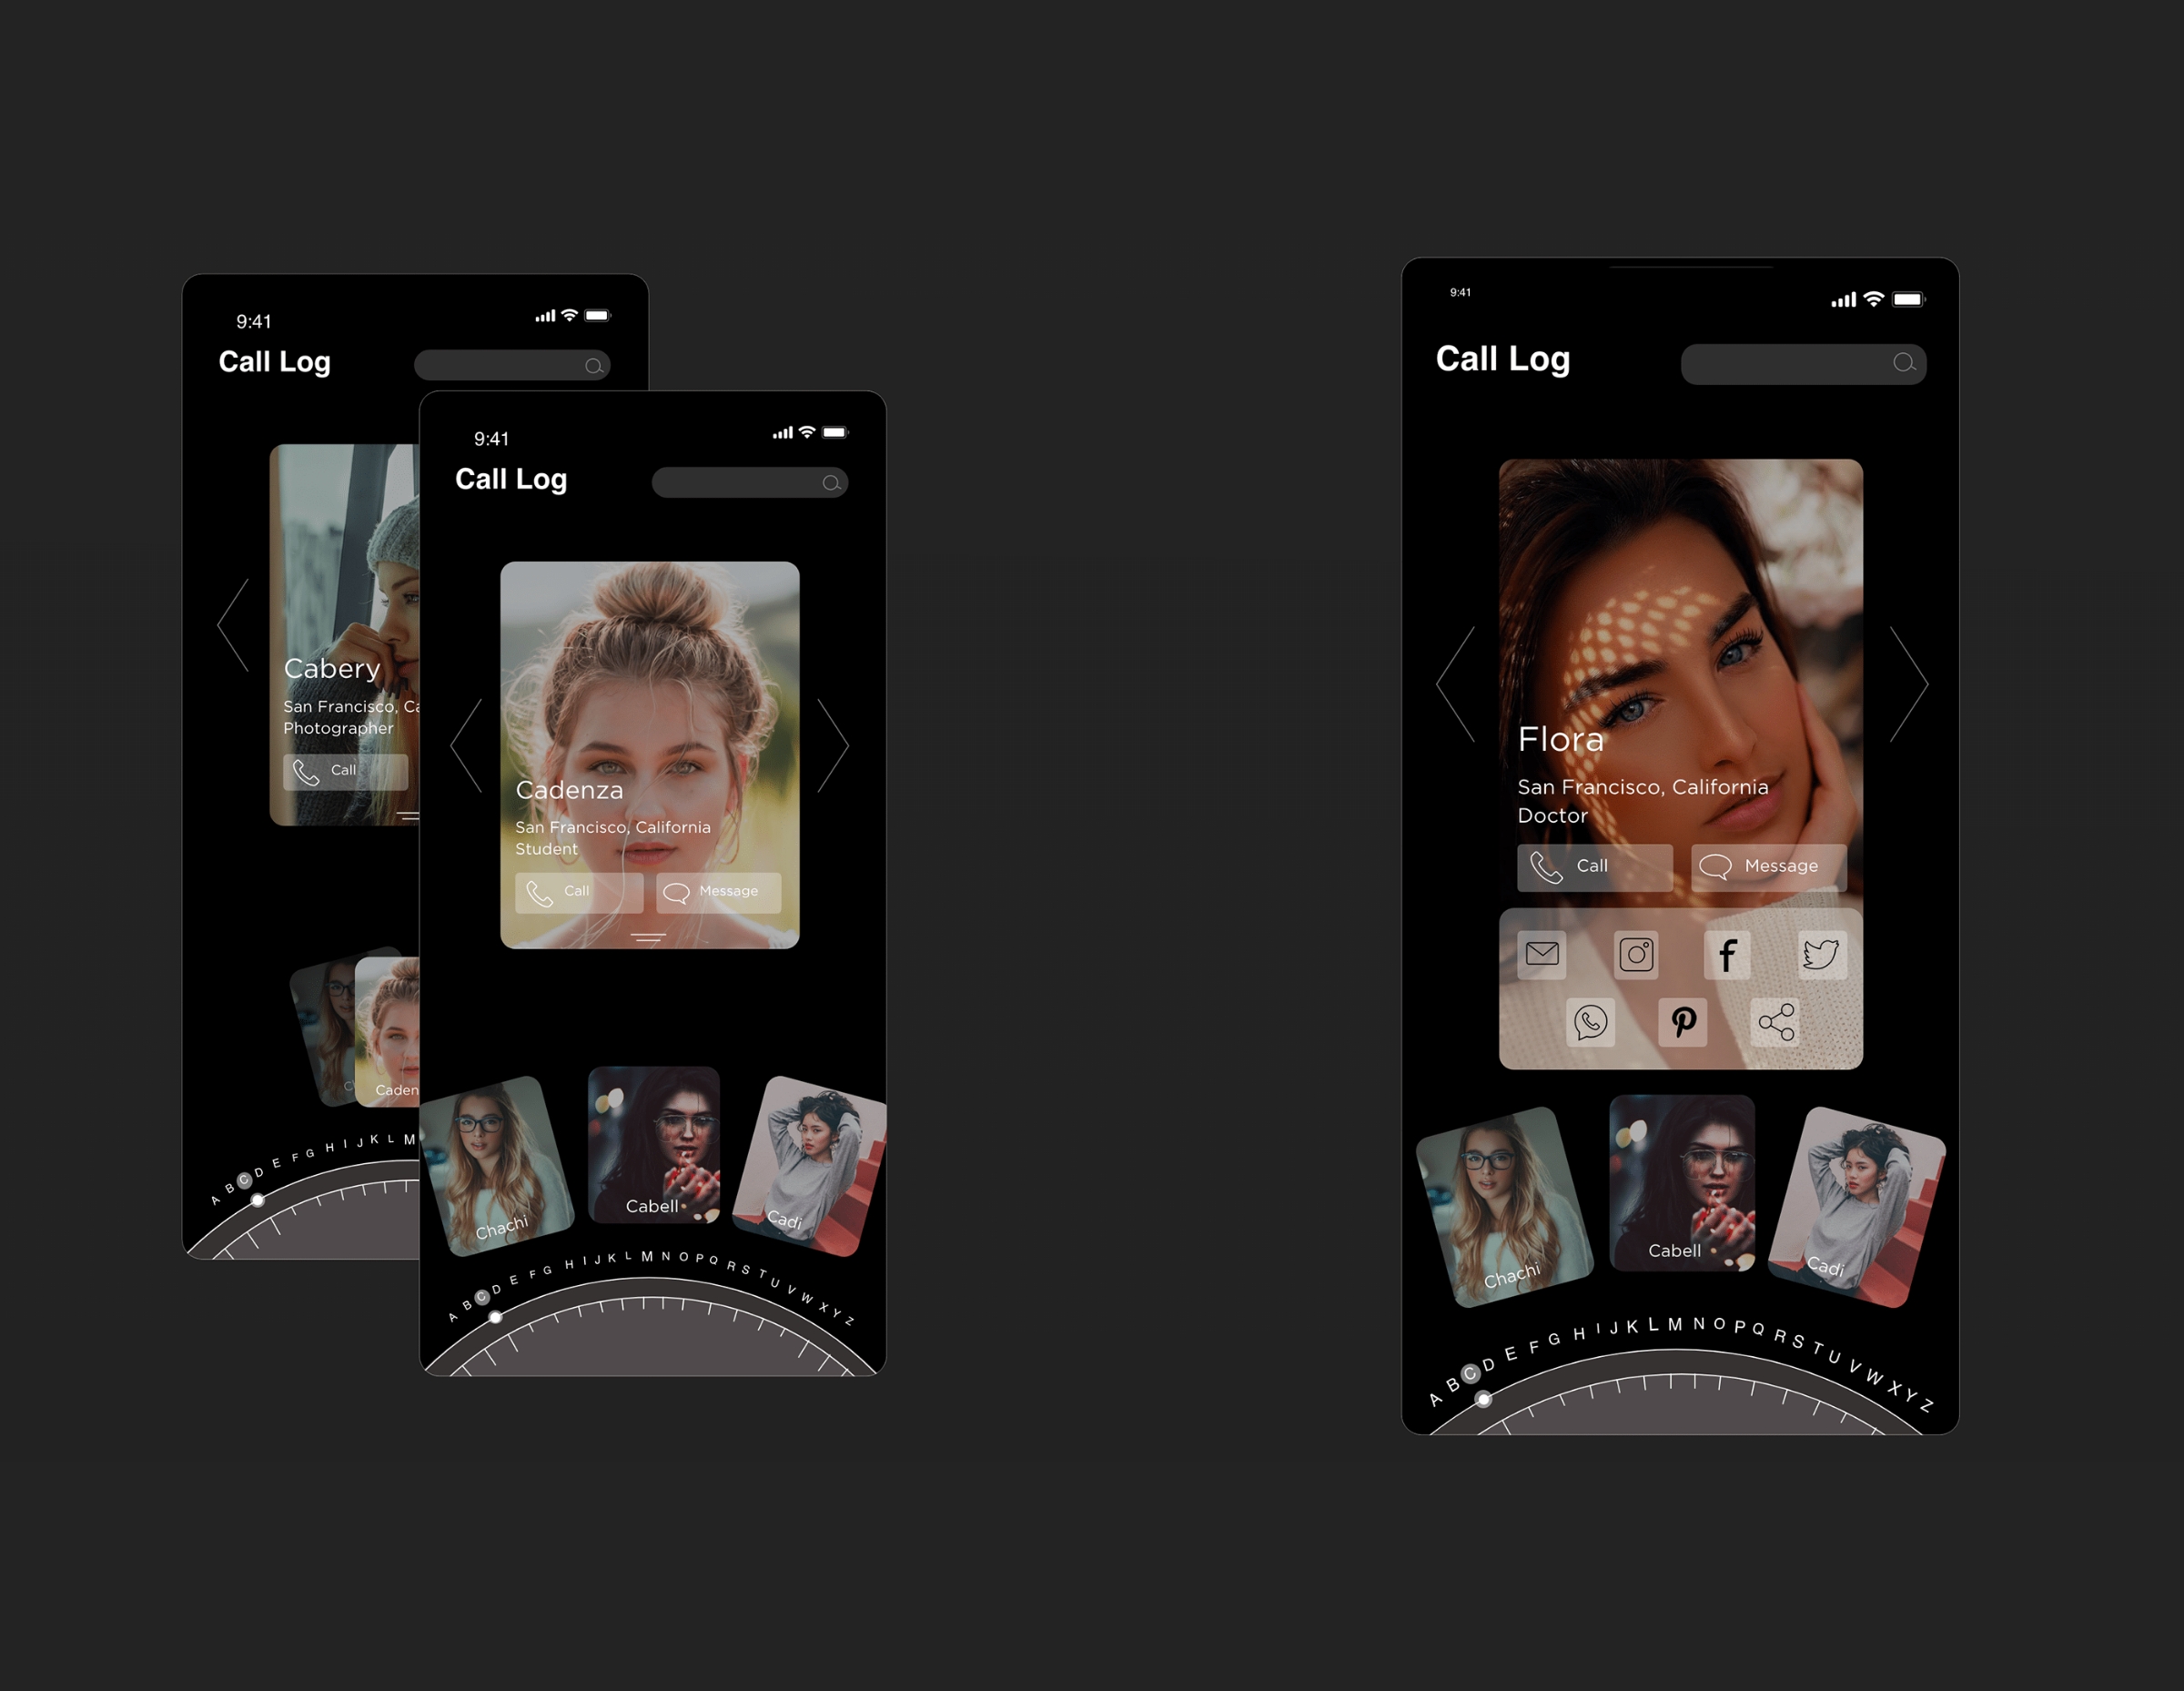 9:41
Call Log
Cabery
San Francisco, Ca
Photographer
Call
Caden
A B C D E F G H I J K L M
9:41
Call Log
Cadenza
San Francisco, California
Student
Call
Message
Chachi
Cabell
Cadi
A B C D E F G H I J K L M N O P Q R S T U V W X Y Z
9:41
Call Log
Flora
San Francisco, California
Doctor
Call
Message
Chachi
Cabell
Cadi
A B C D E F G H I J K L M N O P Q R S T U V W X Y Z